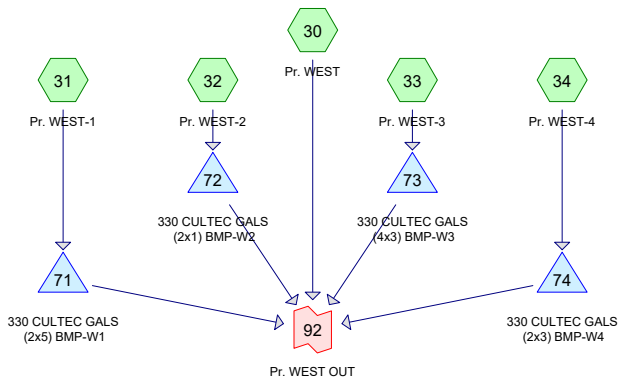 30
Pr. WEST
31
Pr. WEST-1
32
Pr. WEST-2
33
Pr. WEST-3
34
Pr. WEST-4
72
330 CULTEC GALS
(2x1) BMP-W2
73
330 CULTEC GALS
(4x3) BMP-W3
71
330 CULTEC GALS
(2x5) BMP-W1
74
330 CULTEC GALS
(2x3) BMP-W4
92
Pr. WEST OUT